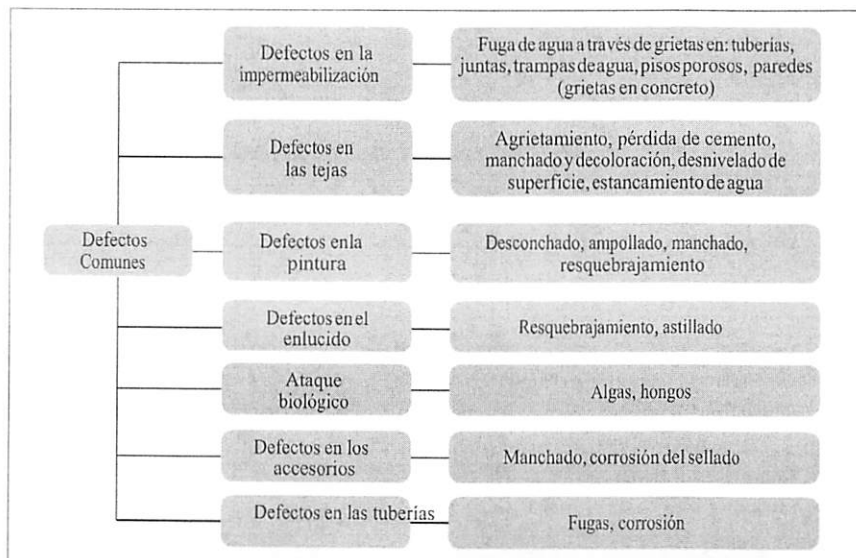 Defectos en la
impermeabilización
Fuga de agua a través de grietas en: tuberías,
juntas, trampas de agua, pisos porosos, paredes
(grietas en concreto)
Defectos en
las tejas
Agrietamiento, pérdida de cemento,
manchado y decoloración, desnivelado de
superficie, estancamiento de agua
Defectos
Comunes
Defectos enla
pintura
Desconchado, ampollado, manchado,
resquebrajamiento
Defectos en el
enlucido
Resquebrajamiento, astillado
Ataque
biológico
Algas, hongos
Defectos en los
accesorios
Manchado, corrosión del sellado
Defectos en las tuberías
Fugas, corrosión